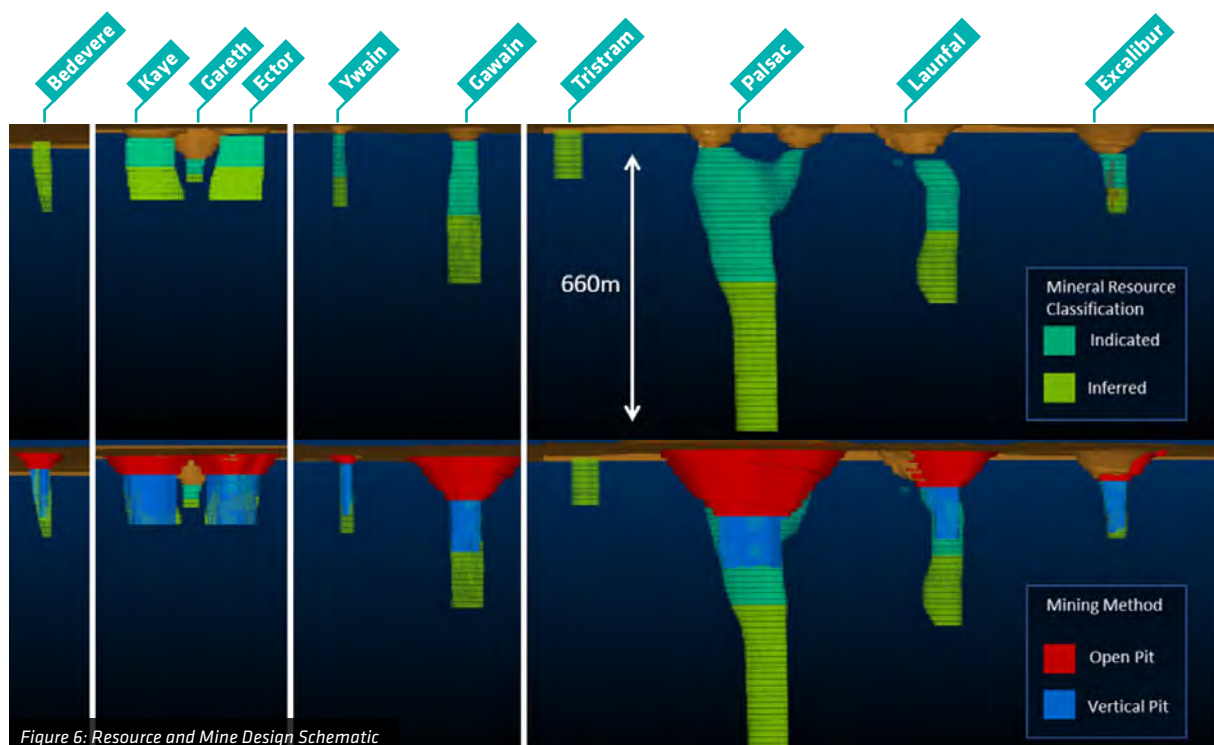 Bedevere
Kaye
Gareth
Ector
Ywain
Gawain
Tristram
Palsac
Launfal
Excalibur
660m
Mineral Resource
Classification
Indicated
Inferred
Mining Method
Open Pit
Vertical Pit
Figure 6: Resource and Mine Design Schematic